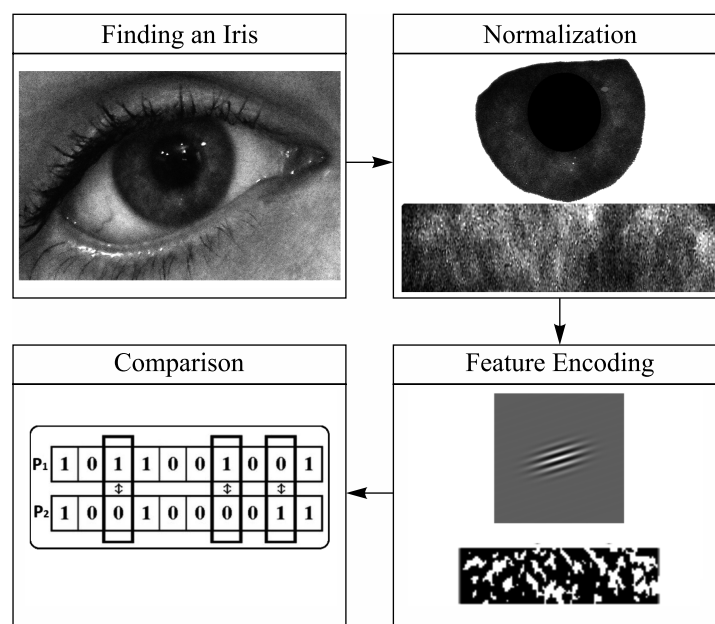 Finding an Iris
Normalization
Comparison
Feature Encoding
P1 1 0 1 1 0 0 1 0 0 1
P2 1 0 0 1 0 0 0 0 1 1